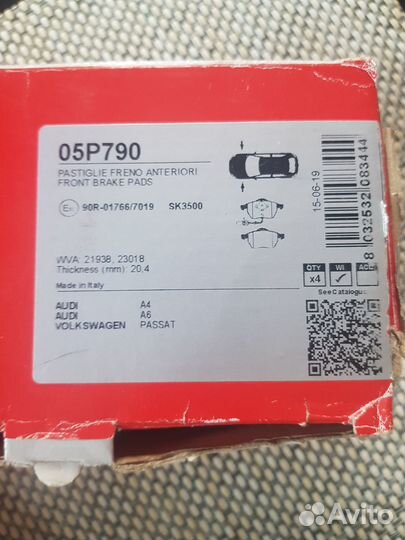 05P790
PASTIGLIE FRENO ANTERIORI
FRONT BRAKE PADS
90R-01766/7019 SK3500
WVA: 21938, 23018
Thickness (mm): 20,4
Made in Italy
AUDI A4
AUDI A6
VOLKSWAGEN PASSAT
15-06-19
8 032532 083444
QTY WI
x4
See Catalogue
Avito